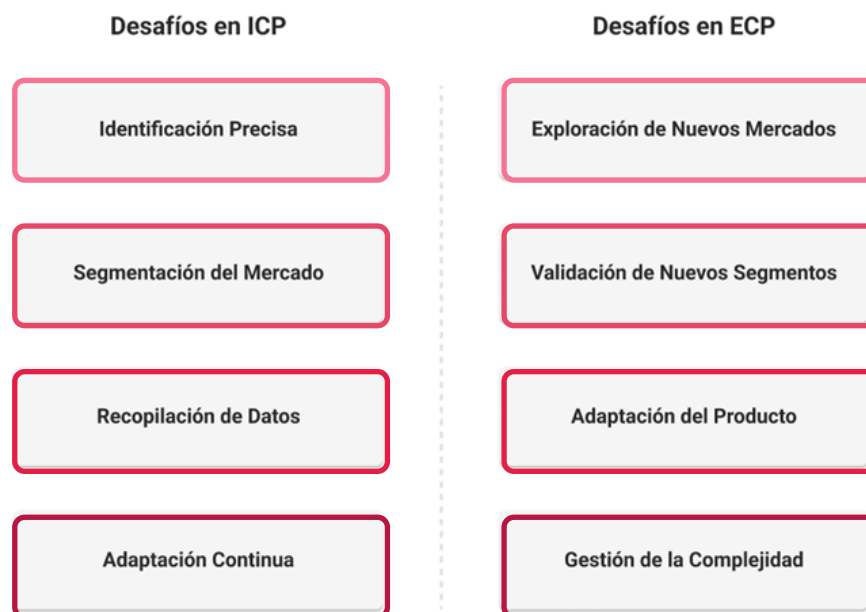 Desafíos en ICP
Identificación Precisa
Segmentación del Mercado
Recopilación de Datos
Adaptación Continua
Desafíos en ECP
Exploración de Nuevos Mercados
Validación de Nuevos Segmentos
Adaptación del Producto
Gestión de la Complejidad